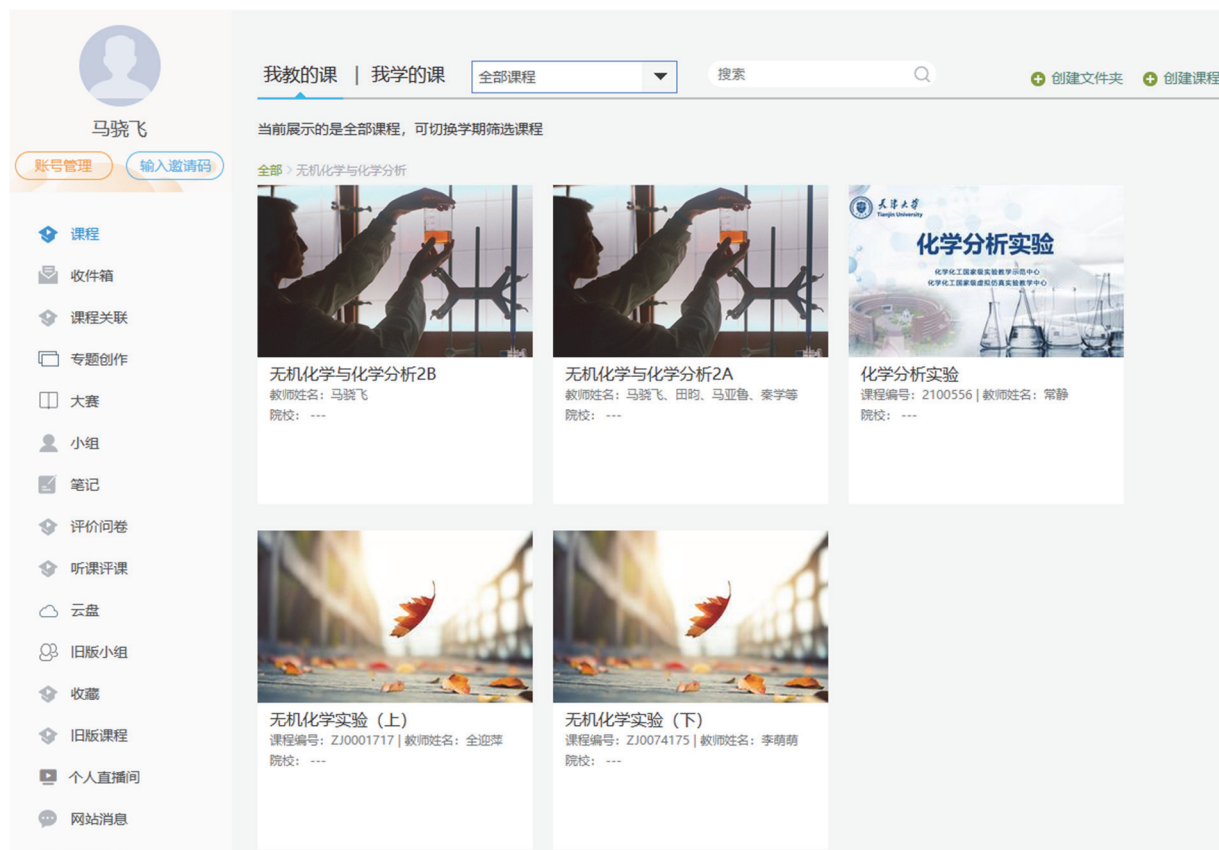 马骁飞
账号管理 输入邀请码
课程
收件箱
课程关联
专题创作
大赛
小组
笔记
评价问卷
听课评课
云盘
旧版小组
收藏
旧版课程
个人直播间
网站消息
我教的课 | 我学的课 全部课程 搜索 创建文件夹 创建课程
当前展示的是全部课程，可切换学期筛选课程
全部 > 无机化学与化学分析
无机化学与化学分析2B
教师姓名：马骁飞
院校： ---
无机化学与化学分析2A
教师姓名：马骁飞、田昀、马亚鲁、秦学等
院校： ---
天津大学
Tianjin University
化学分析实验
化学化工国家级实验教学示范中心
化学化工国家级虚拟仿真实验教学中心
化学分析实验
课程编号：2100556 | 教师姓名：常静
院校： ---
无机化学实验（上）
课程编号：ZJ0001717 | 教师姓名：全迎萍
院校： ---
无机化学实验（下）
课程编号：ZJ0074175 | 教师姓名：李萌萌
院校： ---